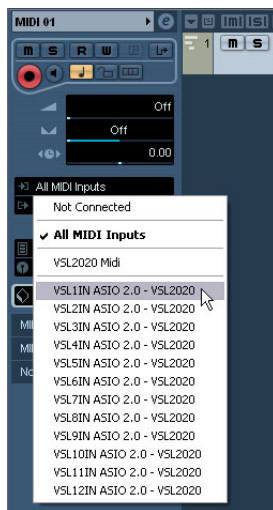 MIDI 01
e
M S
1 M S
M S R W L+
Off
Off
0.00
All MIDI Inputs
Not Connected
✓ All MIDI Inputs
VSL2020 Midi
VSL1IN ASIO 2.0 - VSL2020
VSL2IN ASIO 2.0 - VSL2020
VSL3IN ASIO 2.0 - VSL2020
VSL4IN ASIO 2.0 - VSL2020
VSL5IN ASIO 2.0 - VSL2020
VSL6IN ASIO 2.0 - VSL2020
VSL7IN ASIO 2.0 - VSL2020
VSL8IN ASIO 2.0 - VSL2020
VSL9IN ASIO 2.0 - VSL2020
VSL10IN ASIO 2.0 - VSL2020
VSL11IN ASIO 2.0 - VSL2020
VSL12IN ASIO 2.0 - VSL2020